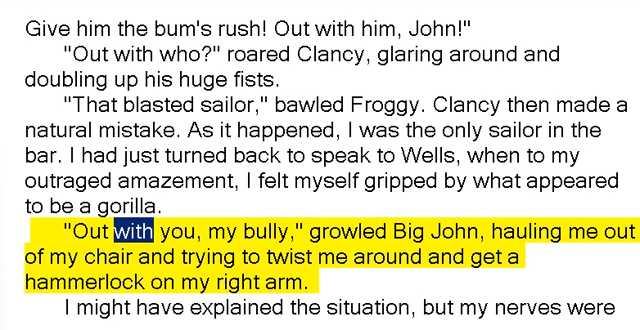 Give him the bum's rush! Out with him, John!"
"Out with who?" roared Clancy, glaring around and
doubling up his huge fists.
"That blasted sailor," bawled Froggy. Clancy then made a
natural mistake. As it happened, I was the only sailor in the
bar. I had just turned back to speak to Wells, when to my
outraged amazement, I felt myself gripped by what appeared
to be a gorilla.
"Out with you, my bully," growled Big John, hauling me out
of my chair and trying to twist me around and get a
hammerlock on my right arm.
I might have explained the situation, but my nerves were